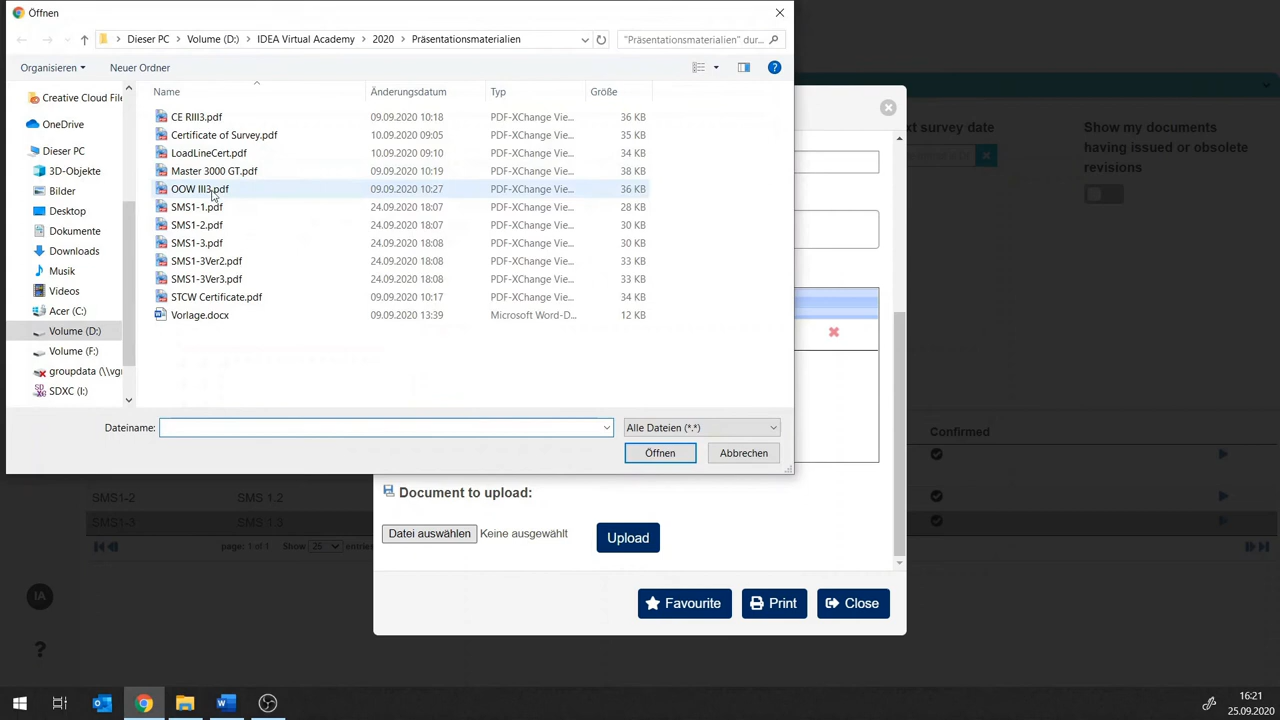 Öffnen
Dieser PC > Volume (D:) > IDEA Virtual Academy > 2020 > Präsentationsmaterialien
"Präsentationsmaterialien" dur...
Organisieren
Neuer Ordner
Creative Cloud File
OneDrive
Dieser PC
3D-Objekte
Bilder
Desktop
Dokumente
Downloads
Musik
Videos
Acer (C:)
Volume (D:)
Volume (F:)
groupdata (\\vgr
SDXC (I:)
Name Änderungsdatum Typ Größe
CE RIII3.pdf 09.09.2020 10:18 PDF-XChange Vie... 36 KB
Certificate of Survey.pdf 10.09.2020 09:05 PDF-XChange Vie... 35 KB
LoadLineCert.pdf 10.09.2020 09:10 PDF-XChange Vie... 34 KB
Master 3000 GT.pdf 09.09.2020 10:19 PDF-XChange Vie... 38 KB
OOW III3.pdf 09.09.2020 10:27 PDF-XChange Vie... 36 KB
SMS1-1.pdf 24.09.2020 18:07 PDF-XChange Vie... 28 KB
SMS1-2.pdf 24.09.2020 18:07 PDF-XChange Vie... 30 KB
SMS1-3.pdf 24.09.2020 18:08 PDF-XChange Vie... 30 KB
SMS1-3Ver2.pdf 24.09.2020 18:08 PDF-XChange Vie... 33 KB
SMS1-3Ver3.pdf 24.09.2020 18:08 PDF-XChange Vie... 33 KB
STCW Certificate.pdf 09.09.2020 10:17 PDF-XChange Vie... 34 KB
Vorlage.docx 09.09.2020 13:39 Microsoft Word-D... 12 KB
Dateiname:
Alle Dateien (*.*)
Öffnen
Abbrechen
xt survey date
Show my documents
having issued or obsolete
revisions
Confirmed
SMS1-2 SMS 1.2
SMS1-3 SMS 1.3
page: 1 of 1 Show 25 entries
Document to upload:
Datei auswählen Keine ausgewählt
Upload
Favourite
Print
Close
IA
?
16:21
25.09.2020